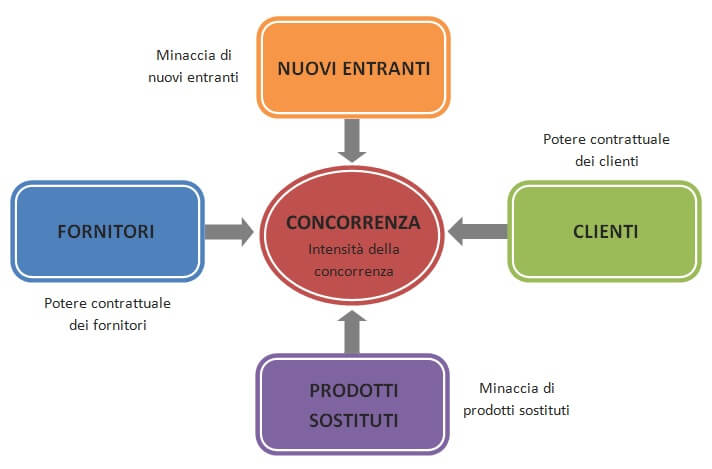 Minaccia di
nuovi entranti
NUOVI ENTRANTI
Potere contrattuale
dei clienti
FORNITORI
CONCORRENZA
Intensità della
concorrenza
CLIENTI
Potere contrattuale
dei fornitori
PRODOTTI
SOSTITUTI
Minaccia di
prodotti sostituti